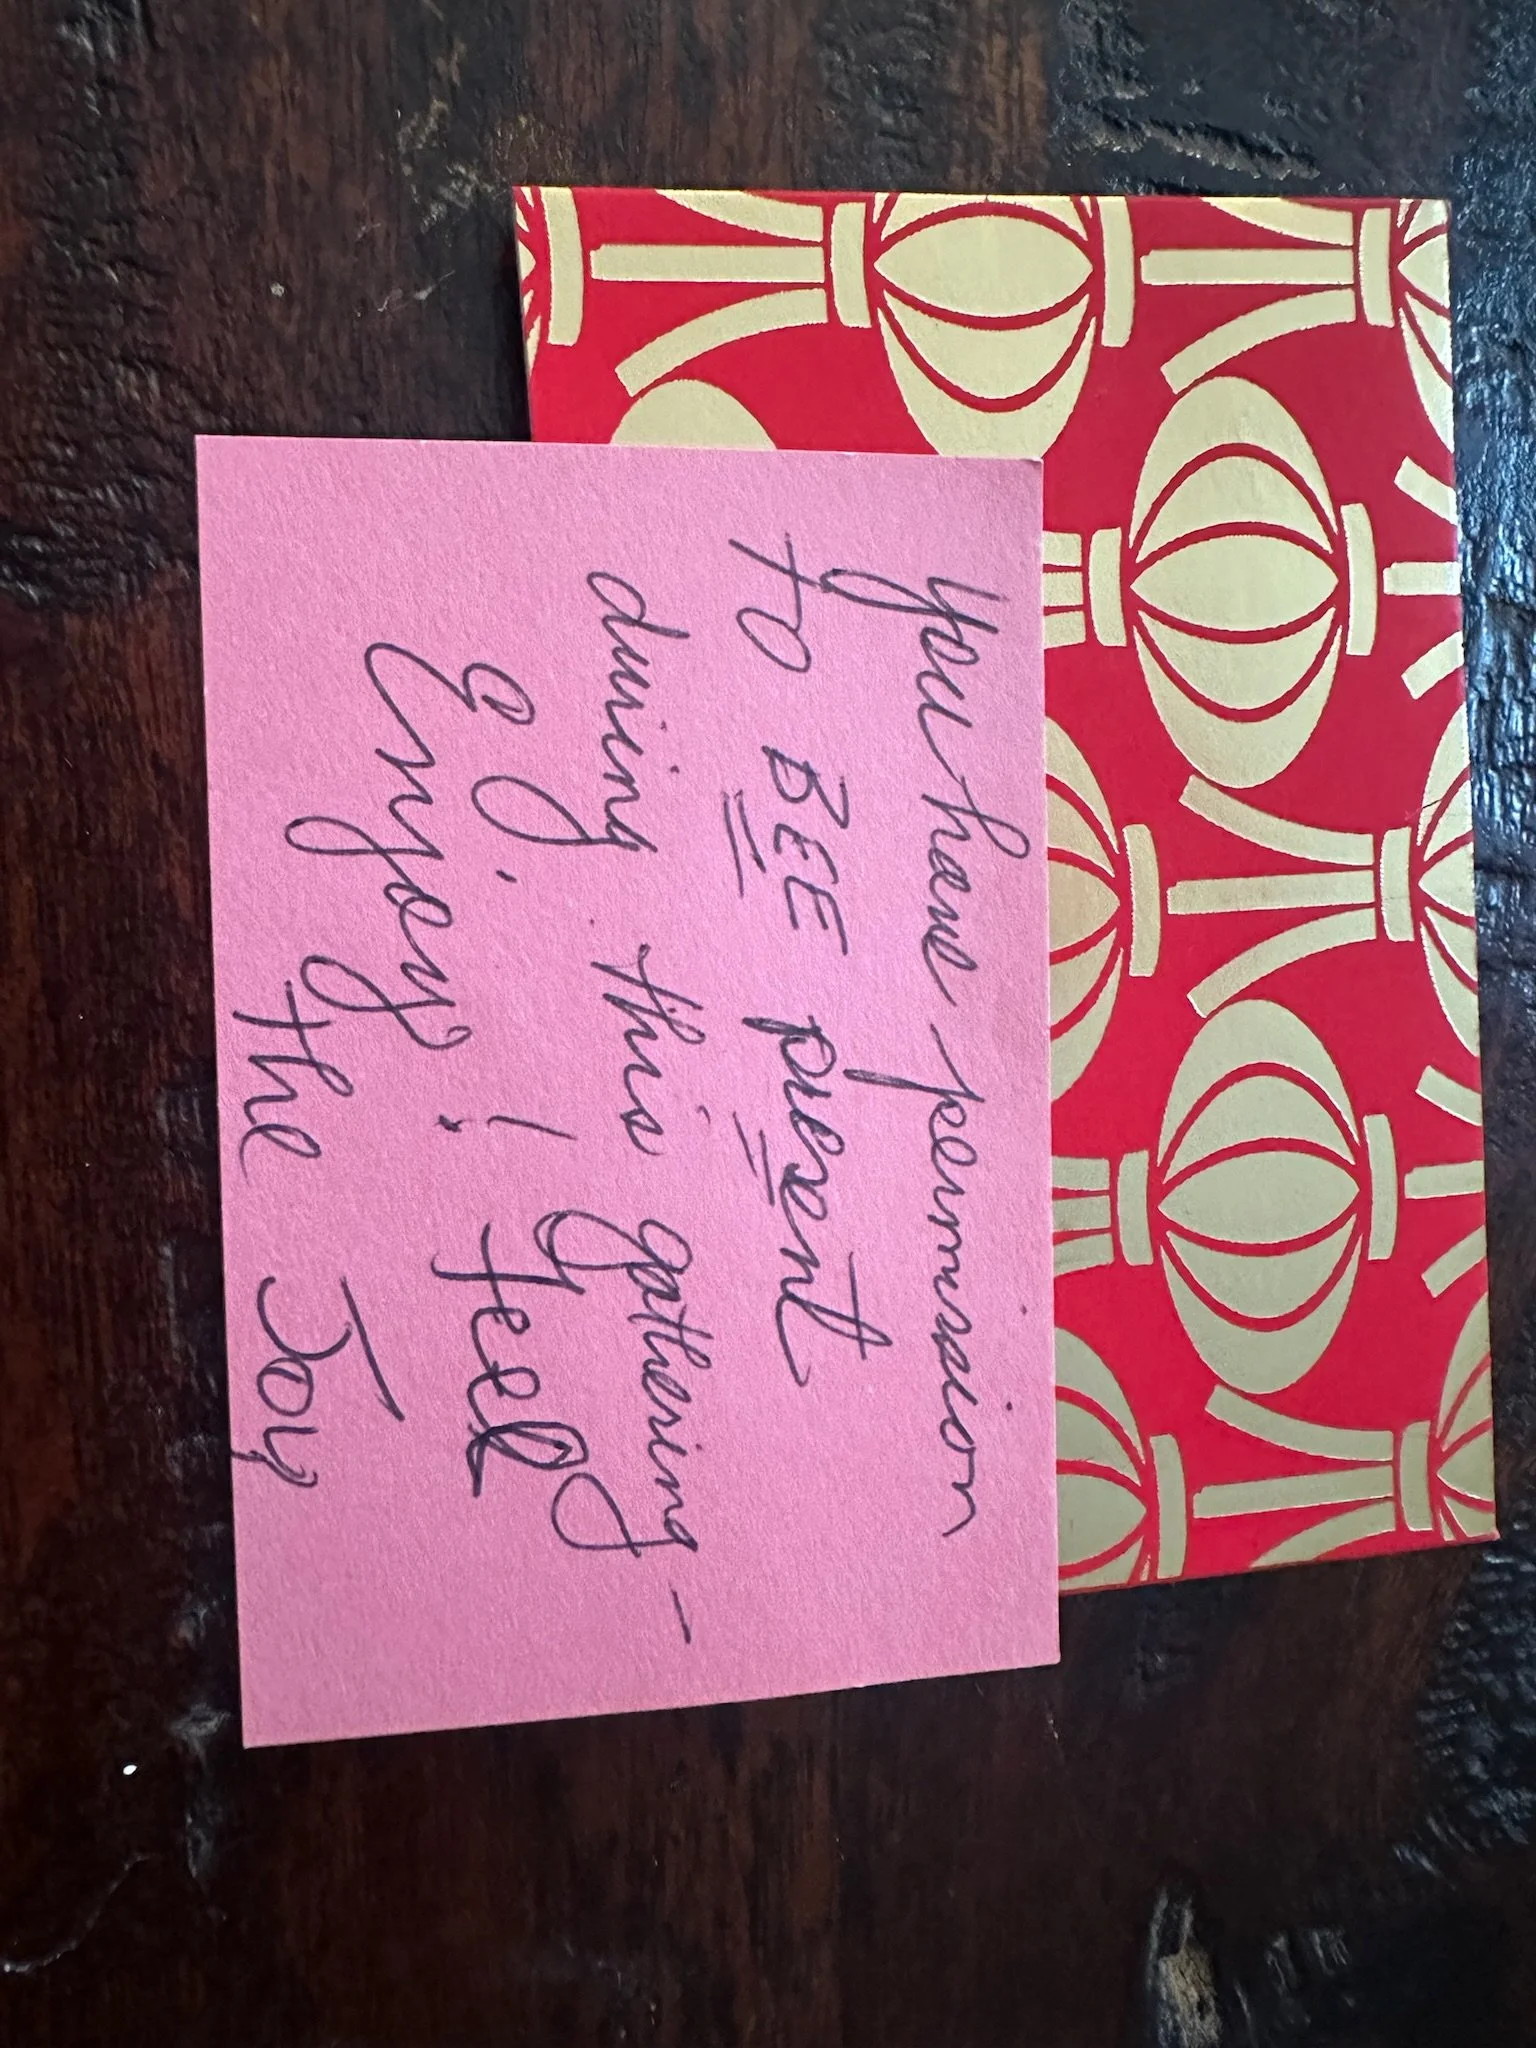 you have permission
to BEE present
during this gathering -
Enjoy! Feel
the Joy